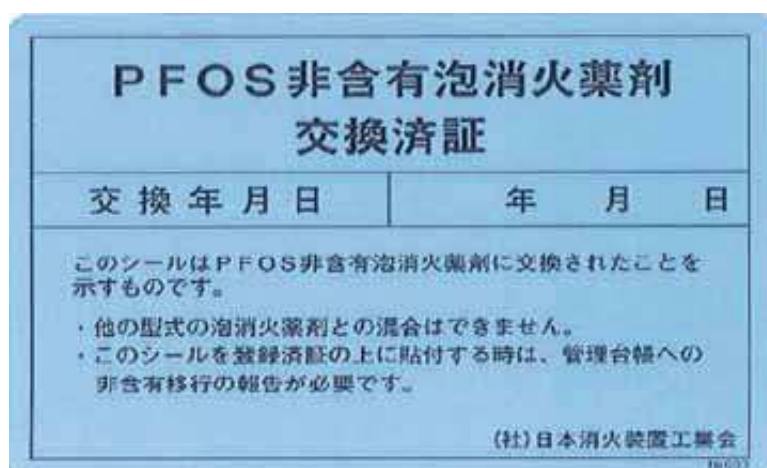 PFOS非含有泡消火薬剤
交換済証
交換年月日 年 月 日
このシールはPFOS非含有泡消火薬剤に交換されたことを
示すものです。
・他の型式の泡消火薬剤との混合はできません。
・このシールを登録済証の上に貼付する時は、管理台帳への
非含有移行の報告が必要です。
(社)日本消火装置工業会